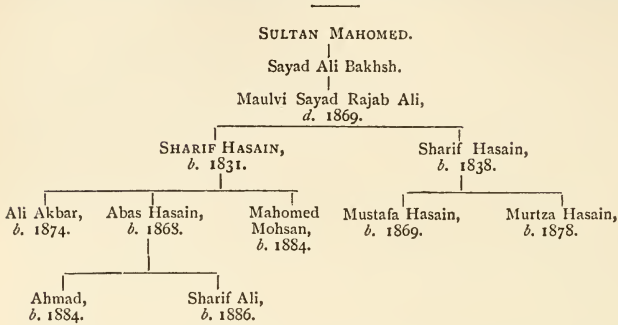 SULTAN MAHOMED.
Sayad Ali Bakhsh.
Maulvi Sayad Rajab Ali,
d. 1869.
SHARIF HASAIN,
b. 1831.
Sharif Hasain,
b. 1838.
Ali Akbar,
b. 1874.
Abas Hasain,
b. 1868.
Mahomed
Mohsan,
b. 1884.
Mustafa Hasain,
b. 1869.
Murtza Hasain,
b. 1878.
Ahmad,
b. 1884.
Sharif Ali,
b. 1886.